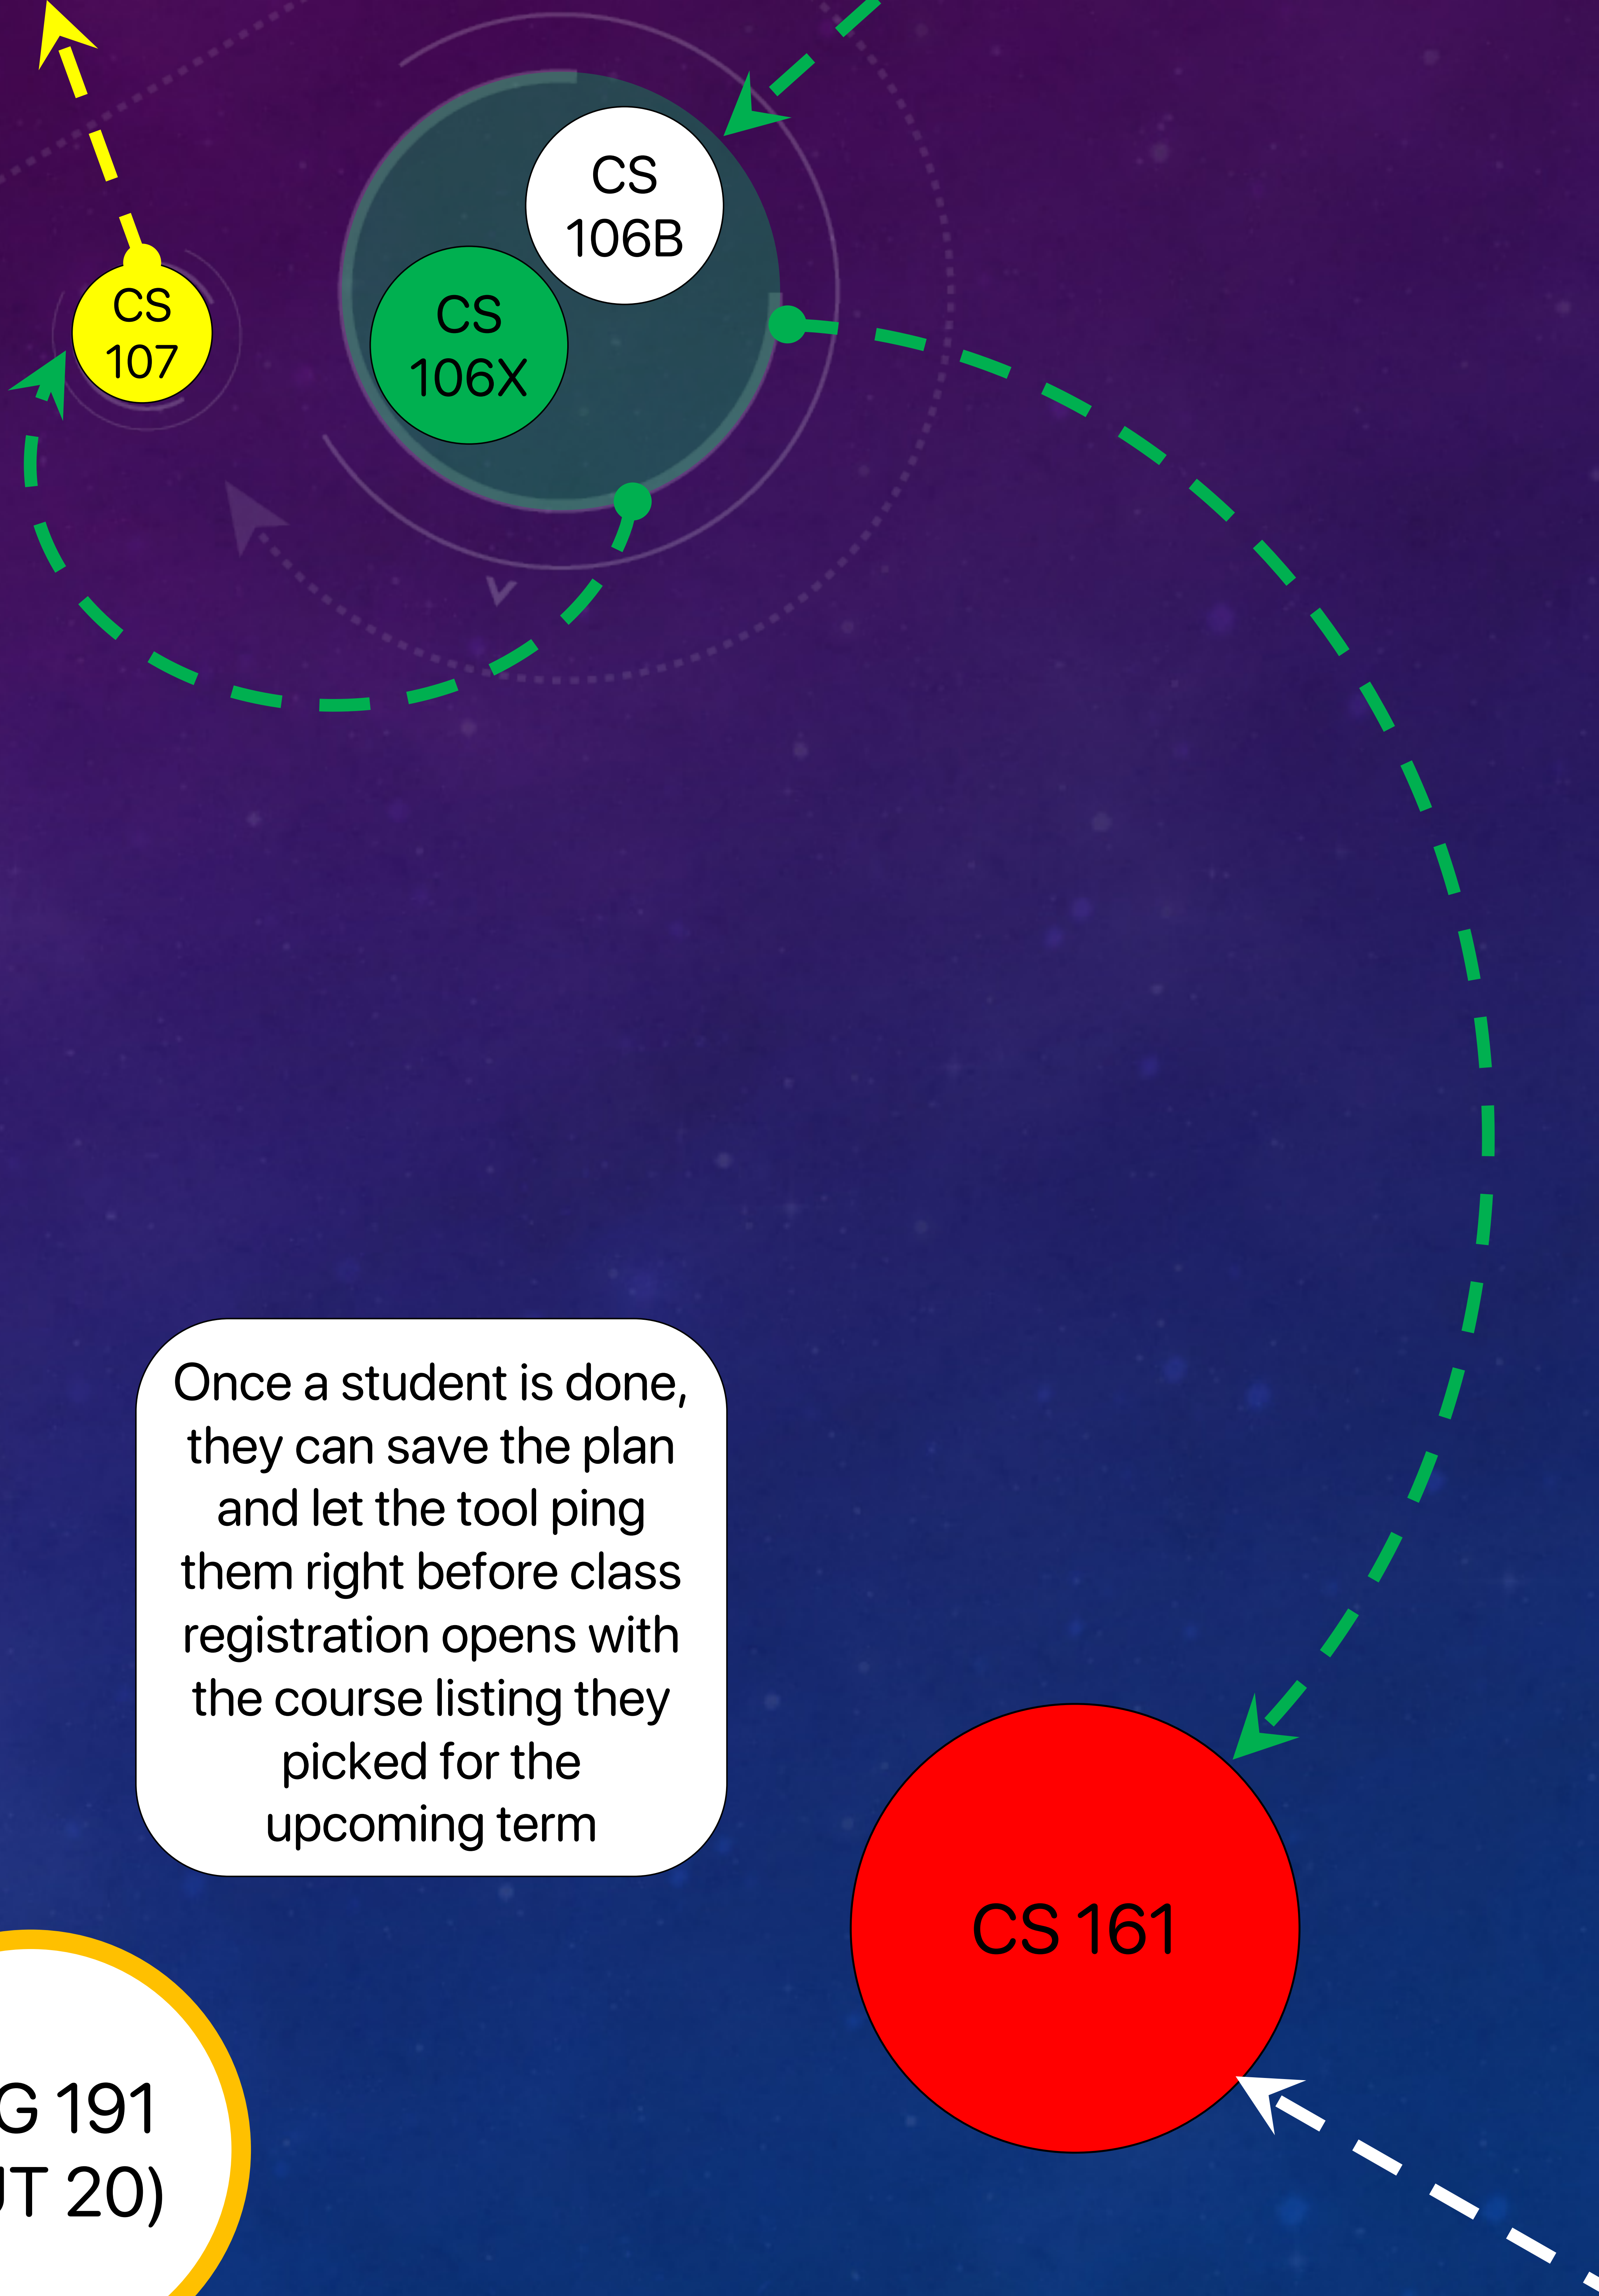 CS
106B
CS
106X
CS
107
Once a student is done,
they can save the plan
and let the tool ping
them right before class
registration opens with
the course listing they
picked for the
upcoming term
CS 161
G 191
20)